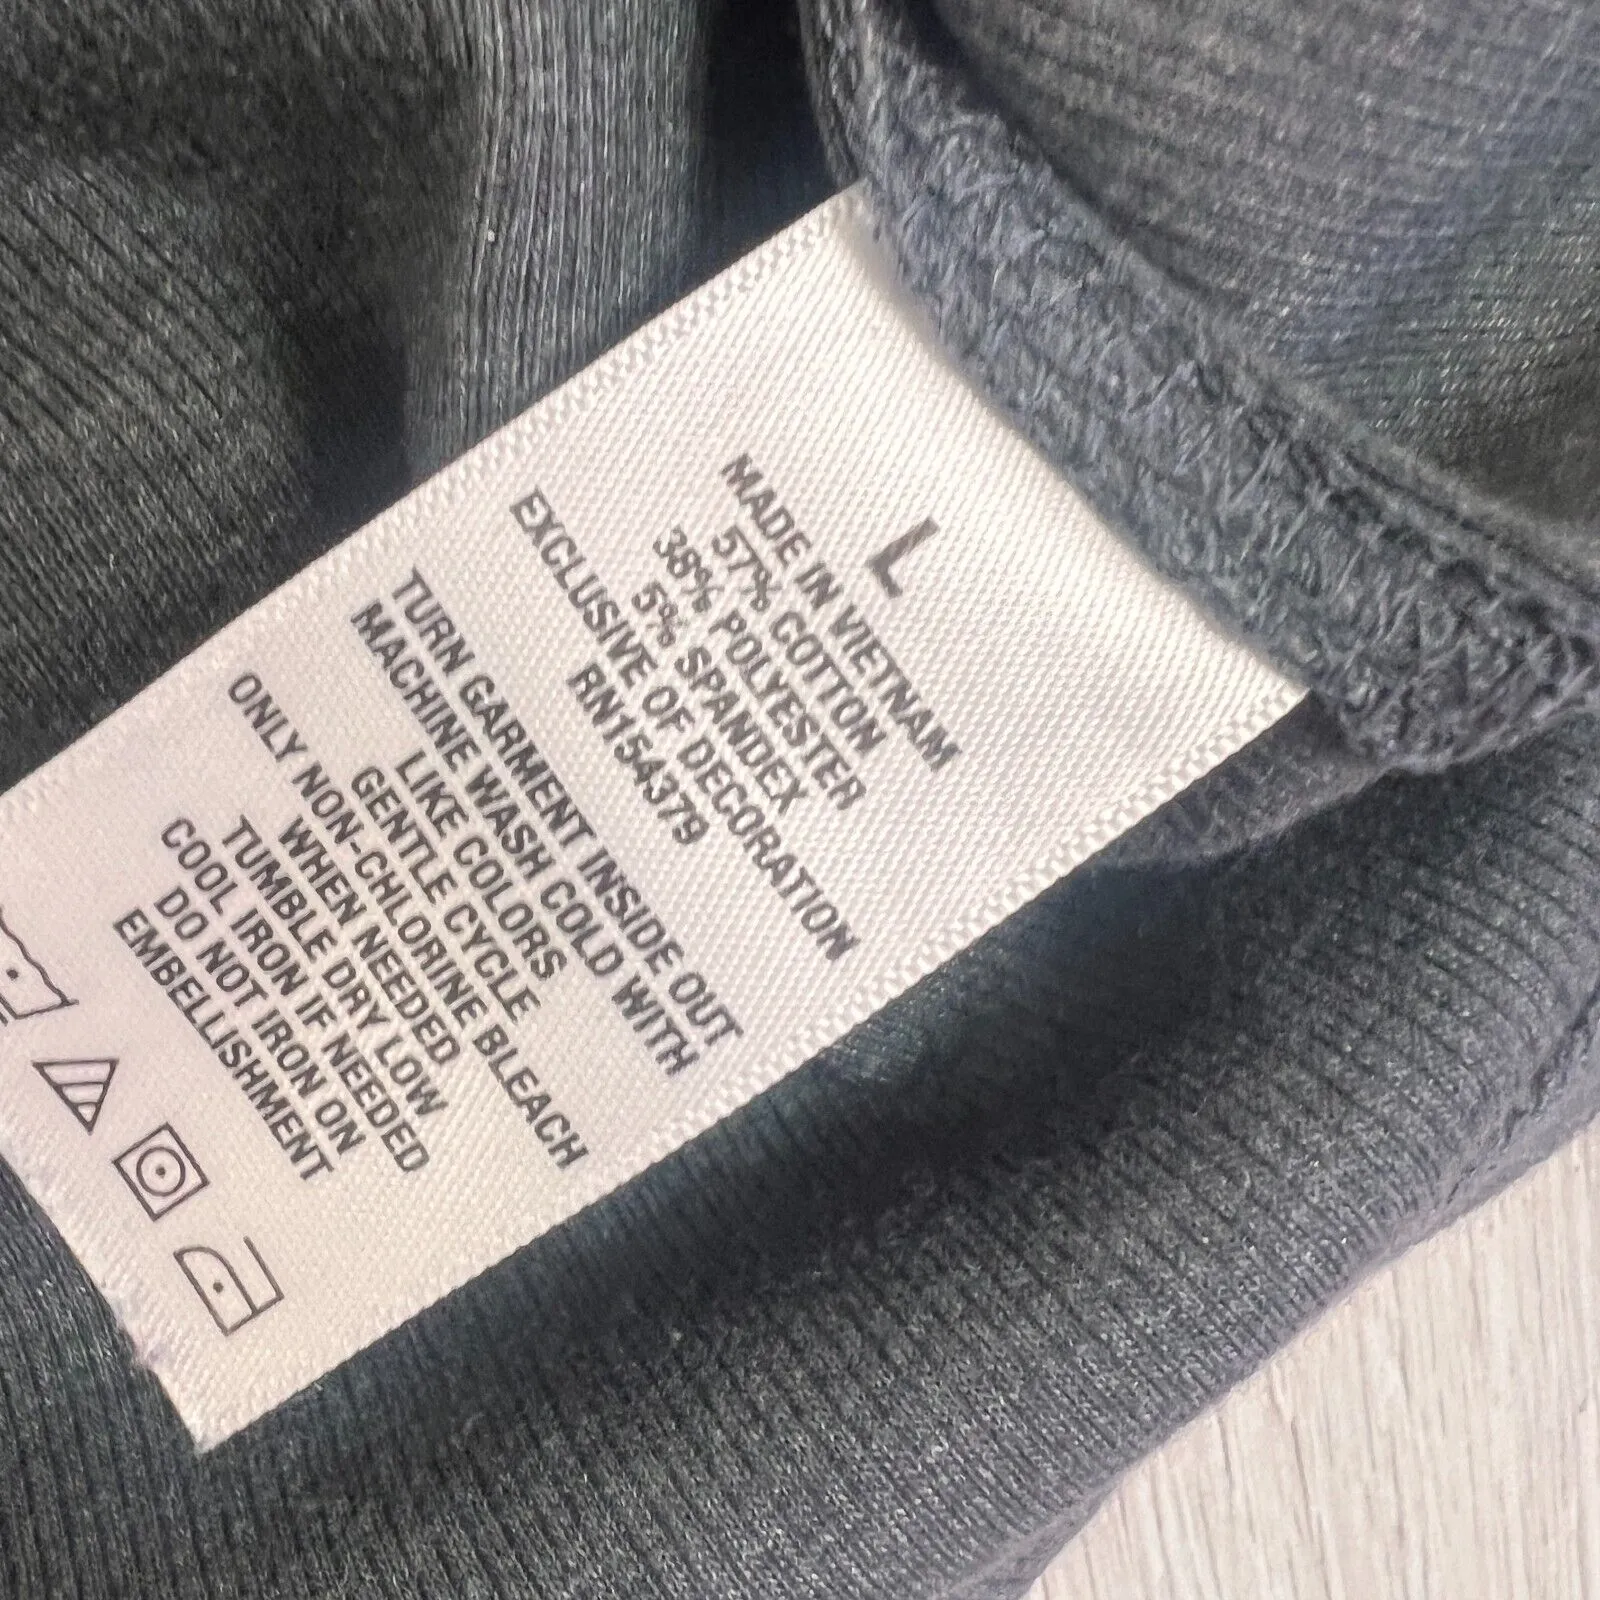 L
MADE IN VIETNAM
57% COTTON
38% POLYESTER
5% SPANDEX
EXCLUSIVE OF DECORATION
RN154379
TURN GARMENT INSIDE OUT
MACHINE WASH COLD WITH
LIKE COLORS
GENTLE CYCLE
ONLY NON-CHLORINE BLEACH
WHEN NEEDED
TUMBLE DRY LOW
COOL IRON IF NEEDED
DO NOT IRON ON
EMBELLISHMENT